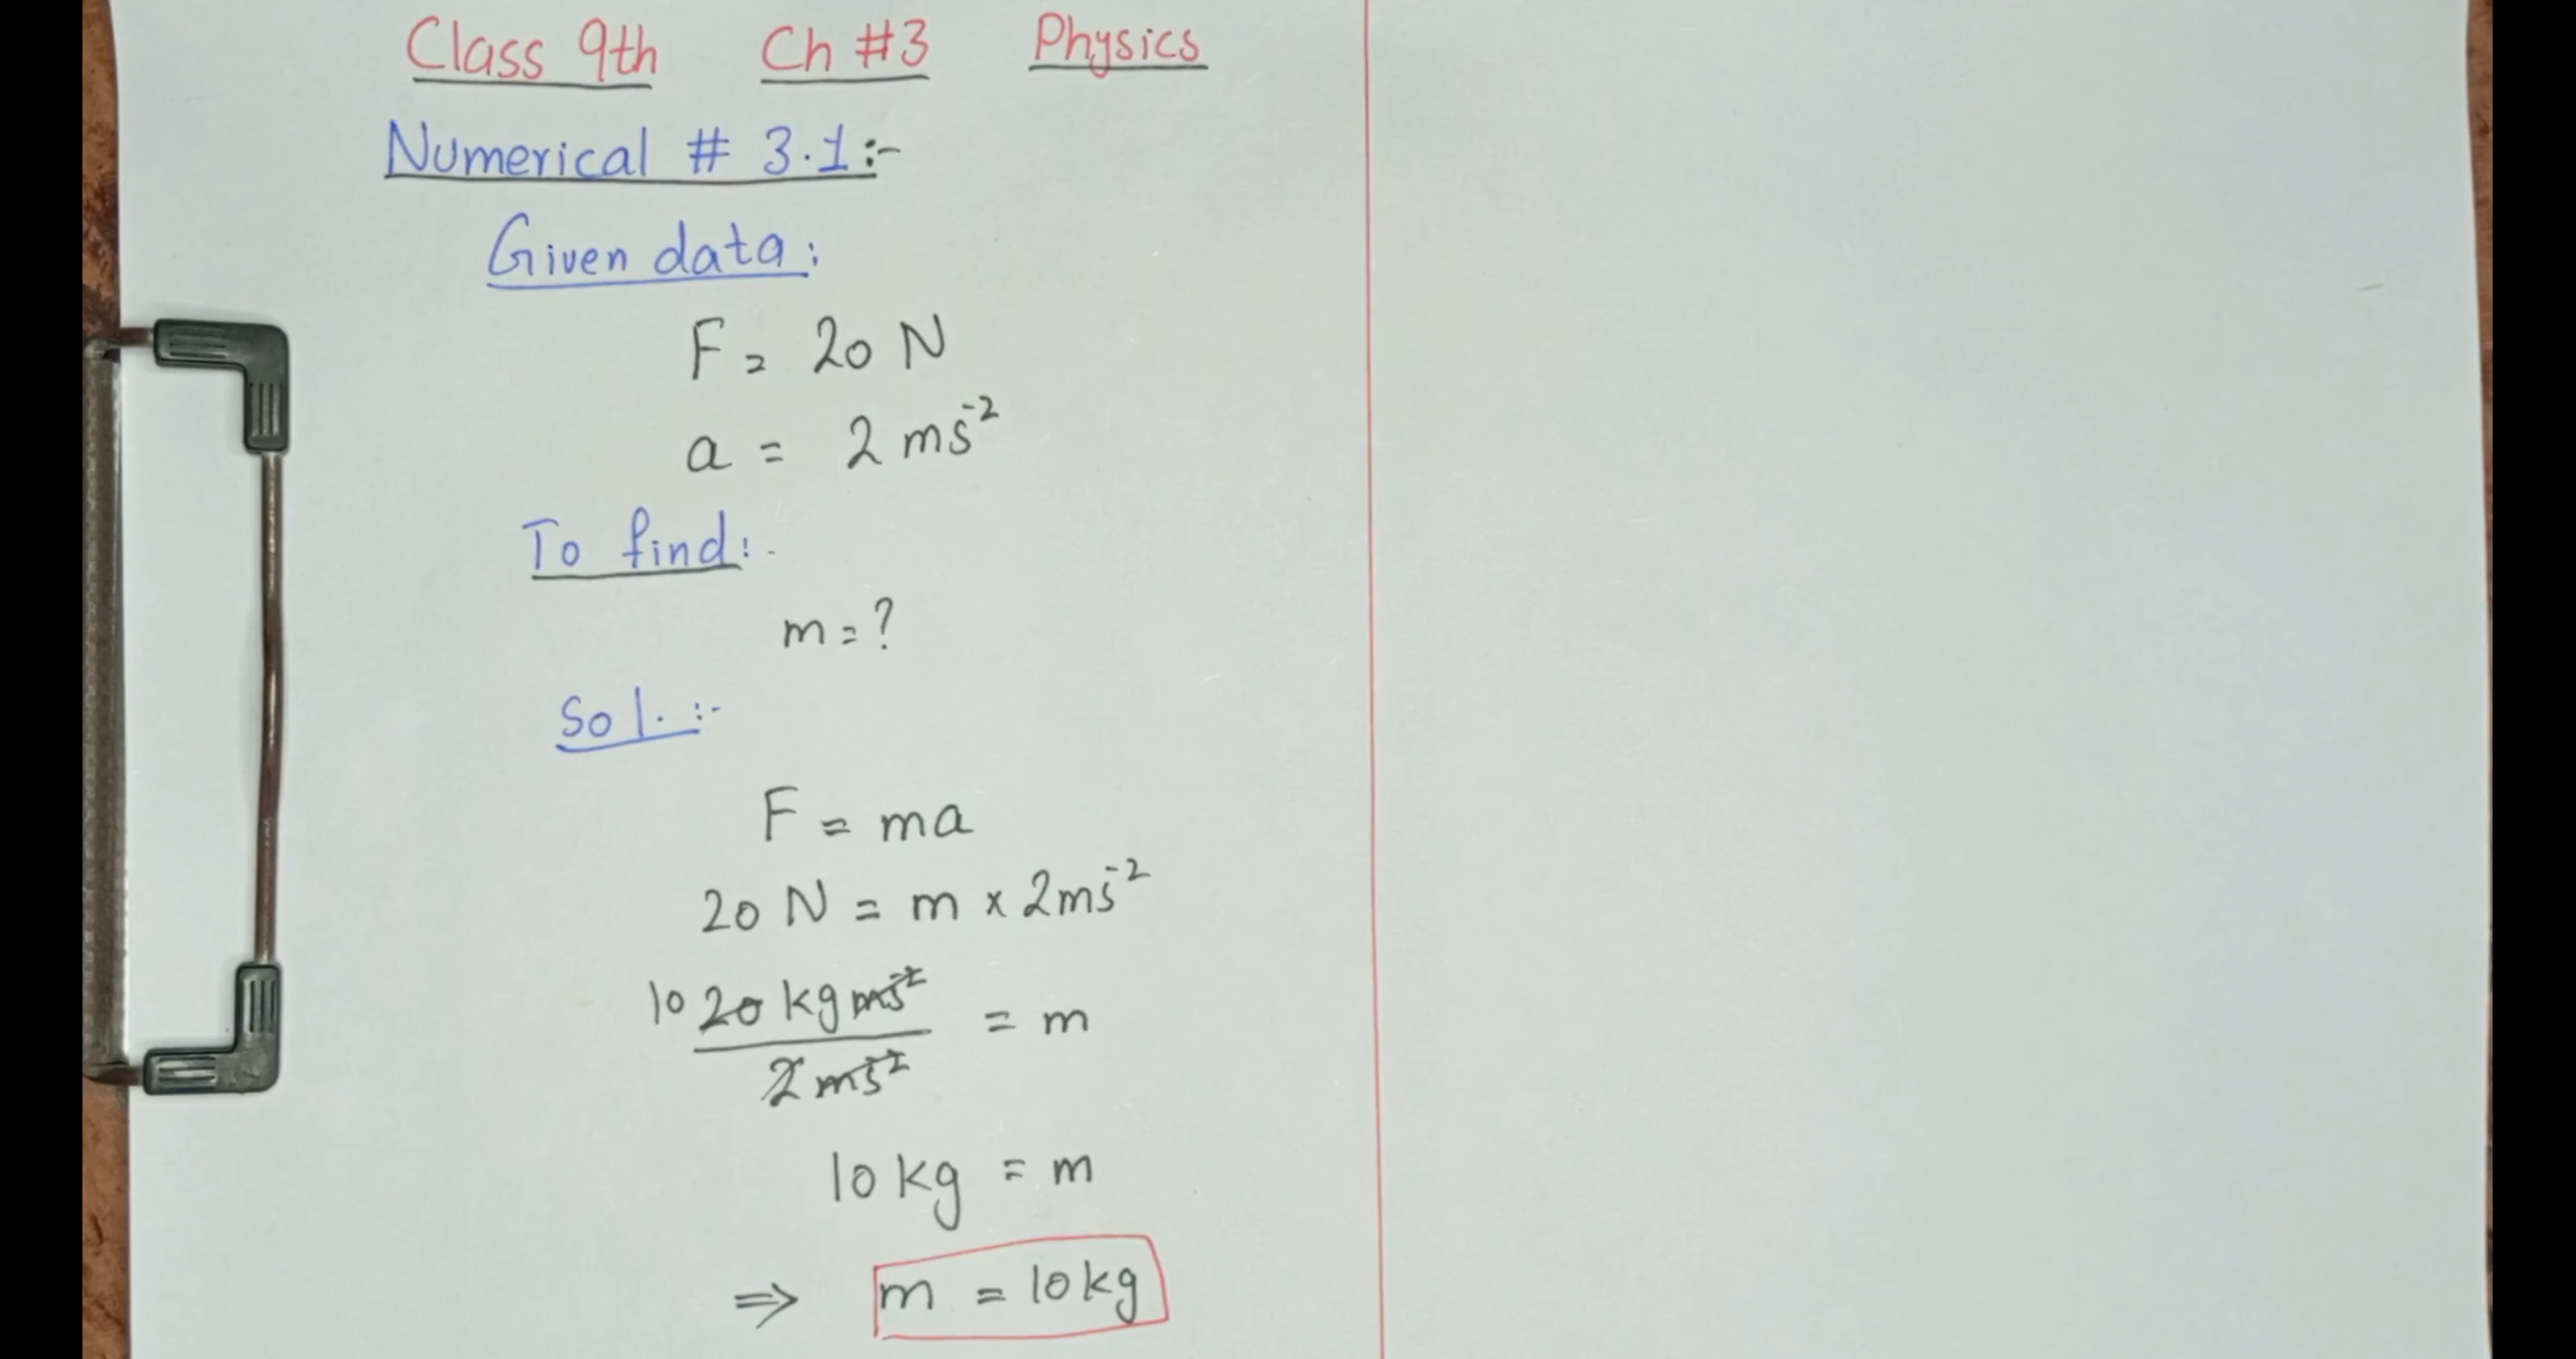 Class 9th Ch #3 Physics
Numerical # 3.1:-
Given data:
F = 20 N
a = 2 ms⁻²
To find:-
m = ?
Sol.:-
F = ma
20 N = m × 2ms⁻²
10 20 kg ms⁻² = m
2 ms⁻²
10 kg = m
⇒ m = 10 kg